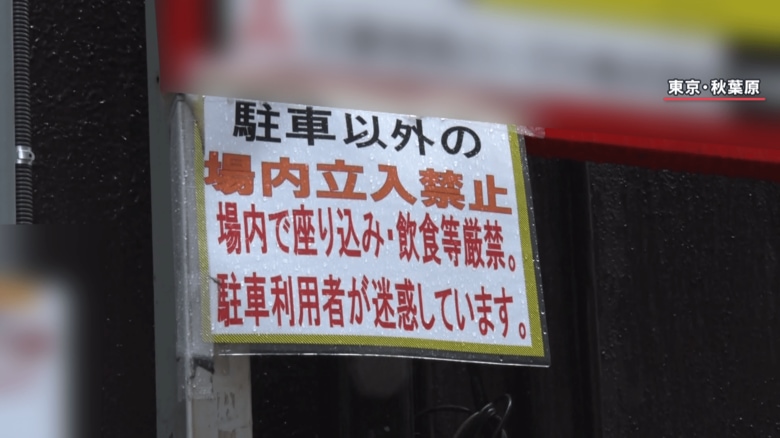 東京・秋葉原
駐車以外の
場内立入禁止
場内で座り込み・飲食等厳禁。
駐車利用者が迷惑しています。